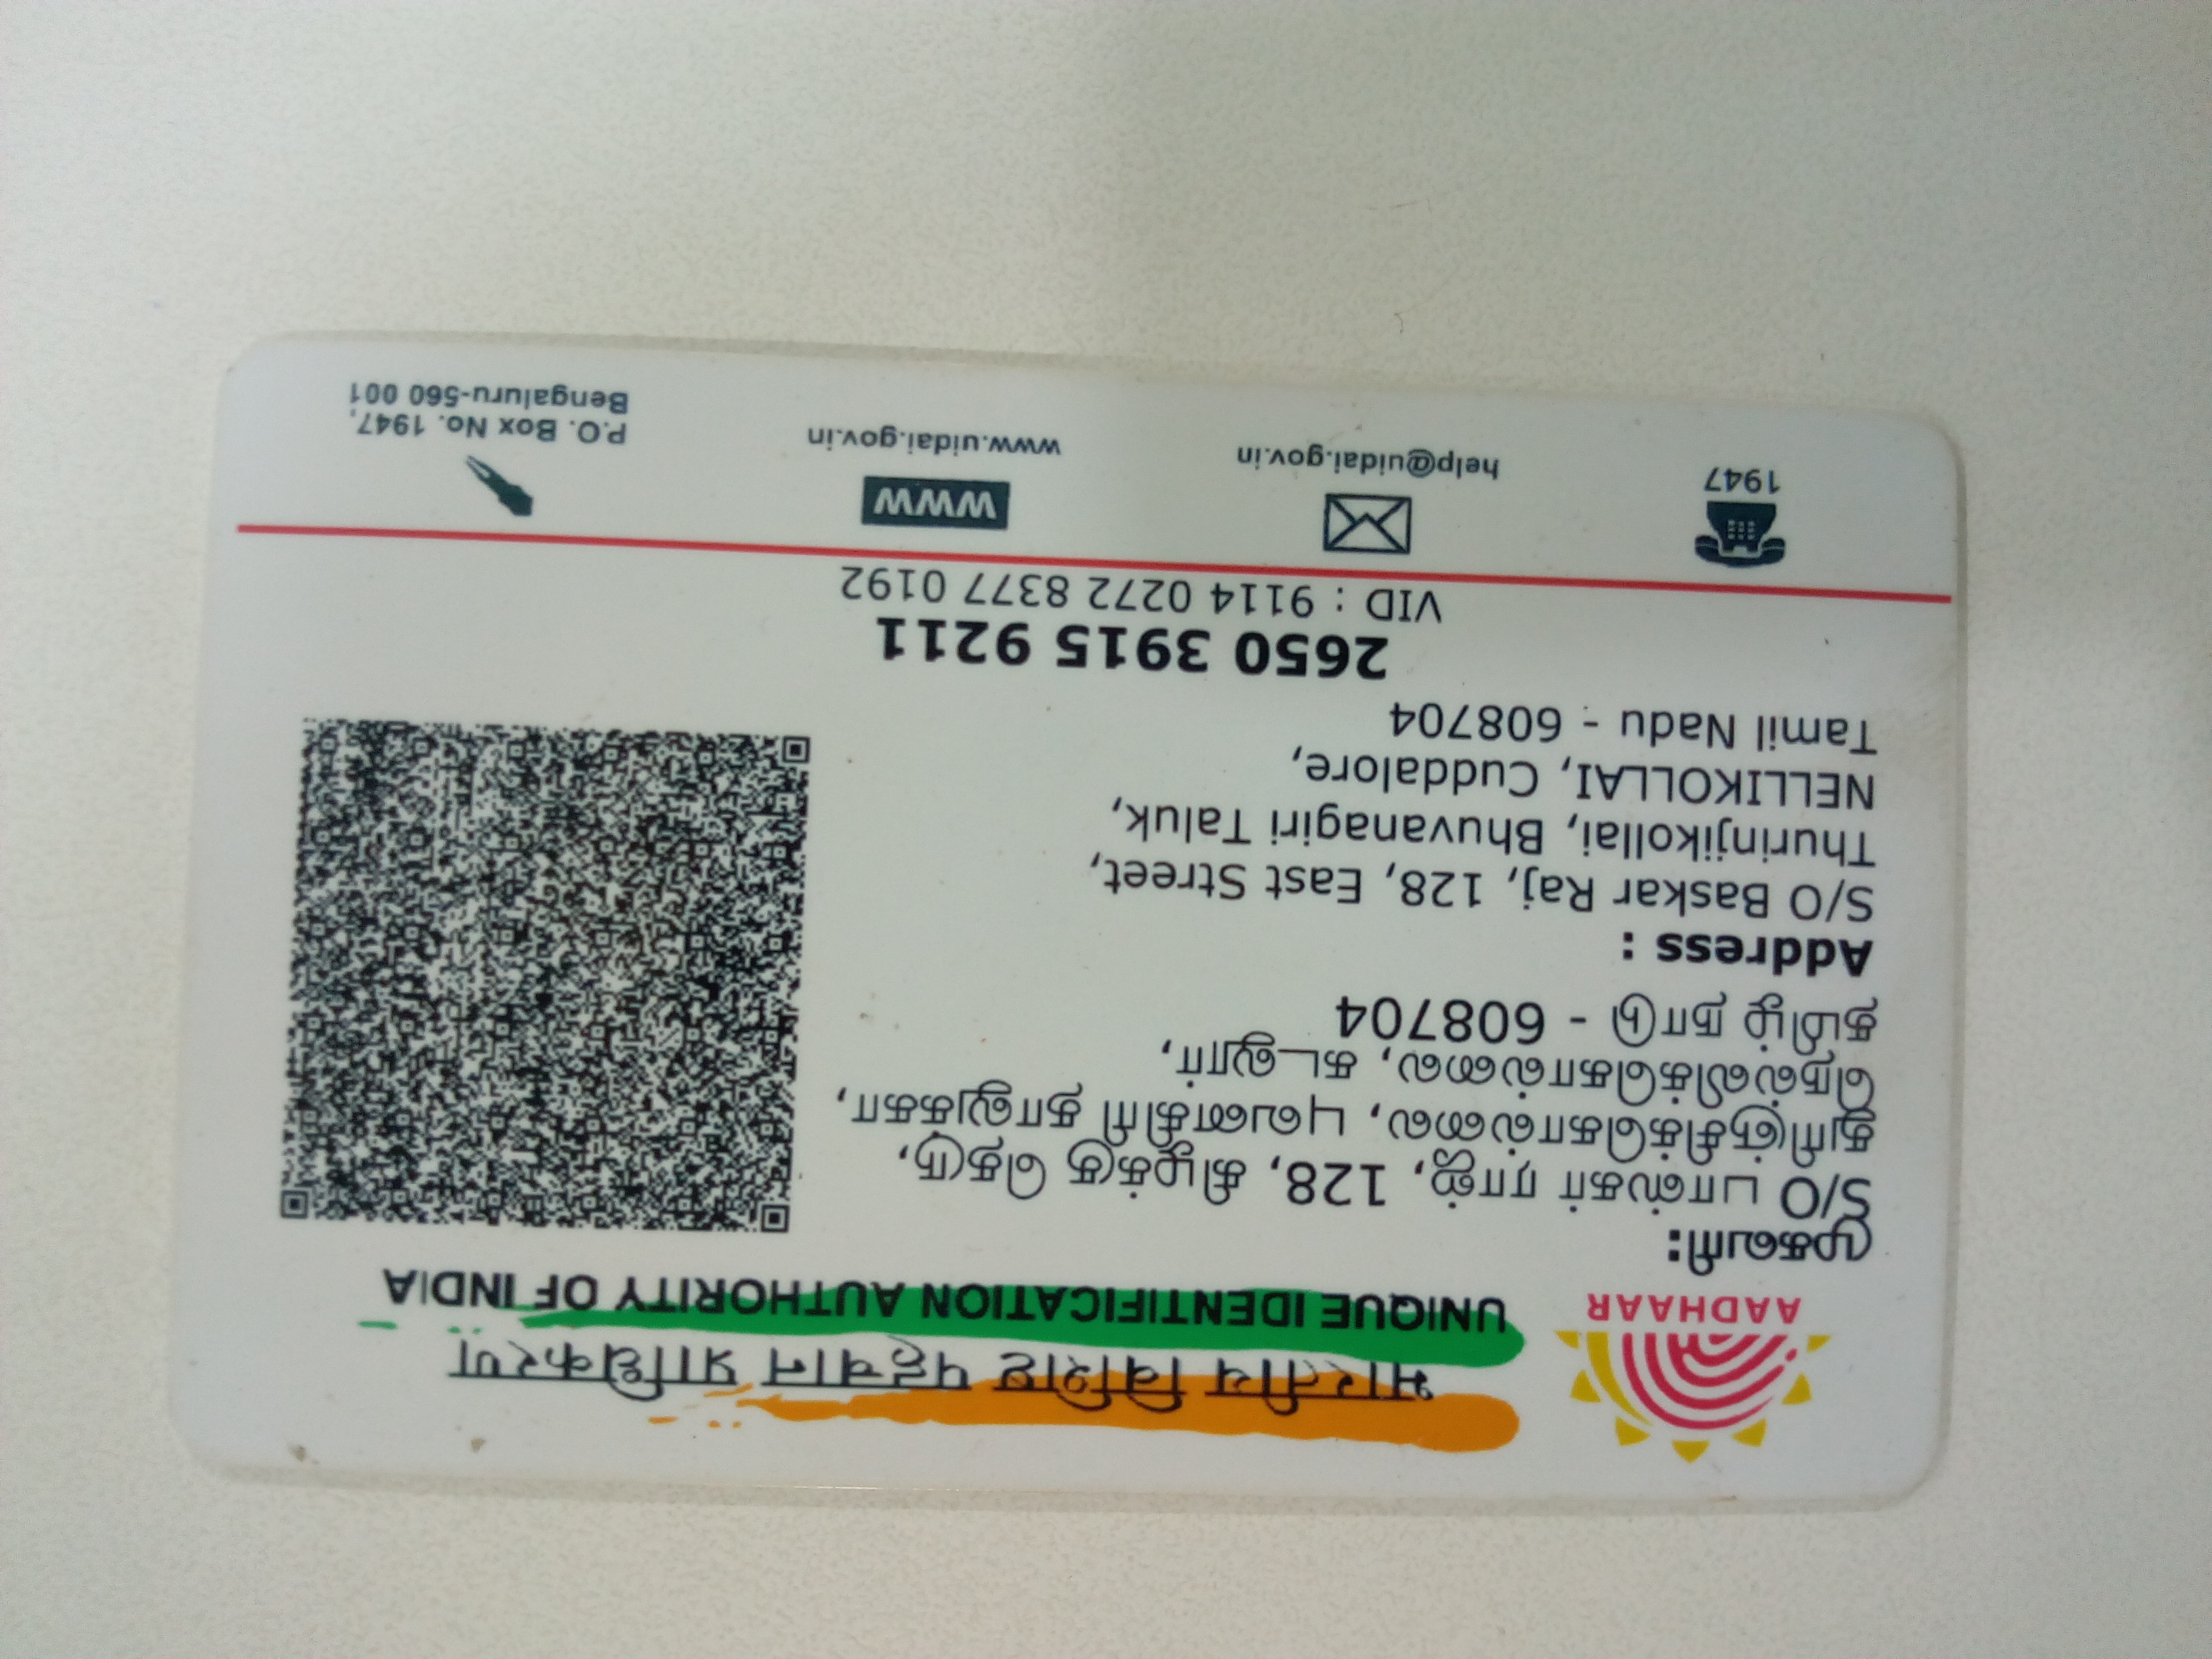 भारतीय विशिष्ट पहचान प्राधिकरण
UNIQUE IDENTIFICATION AUTHORITY OF INDIA
AADHAAR
முகவரி:
S/O பாஸ்கர் ராஜ், 128, கிழக்கு தெரு,
துரிஞ்சிக்கொல்லை, புவனகிரி தாலுகா,
நெல்லிக்கொல்லை, கடலூர்,
தமிழ் நாடு - 608704
Address :
S/O Baskar Raj, 128, East Street,
Thurinjikollai, Bhuvanagiri Taluk,
NELLIKOLLAI, Cuddalore,
Tamil Nadu - 608704
2650 3915 9211
VID : 9114 0272 8377 0192
1947
help@uidai.gov.in
WWW
www.uidai.gov.in
P.O. Box No. 1947,
Bengaluru-560 001